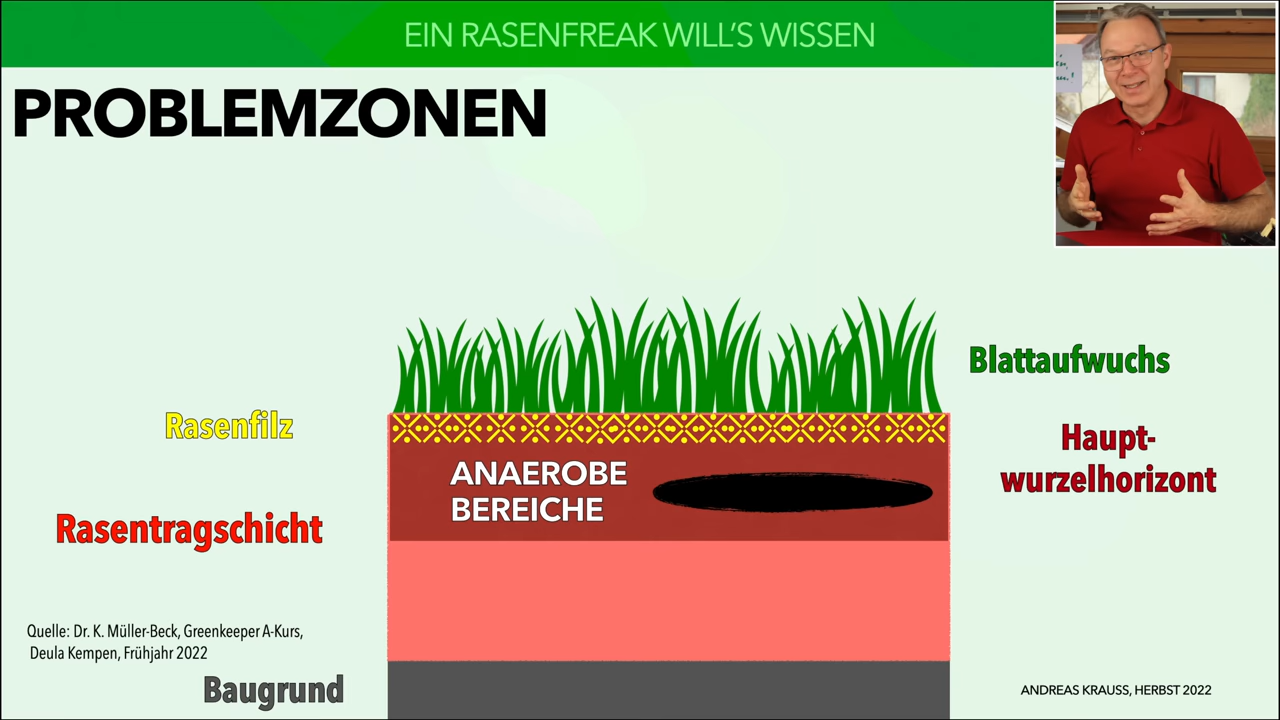 EIN RASENFREAK WILL'S WISSEN
PROBLEMZONEN
Blattaufwuchs
Rasenfilz
Haupt-
wurzelhorizont
ANAEROBE
BEREICHE
Rasentragschicht
Quelle: Dr. K. Müller-Beck, Greenkeeper A-Kurs,
Deula Kempen, Frühjahr 2022
Baugrund
ANDREAS KRAUSS, HERBST 2022